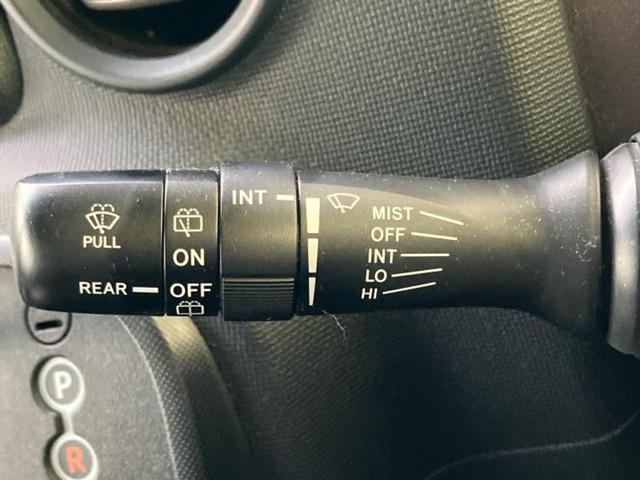 PULL
REAR
ON
OFF
INT
MIST
OFF
INT
LO
HI
P
R